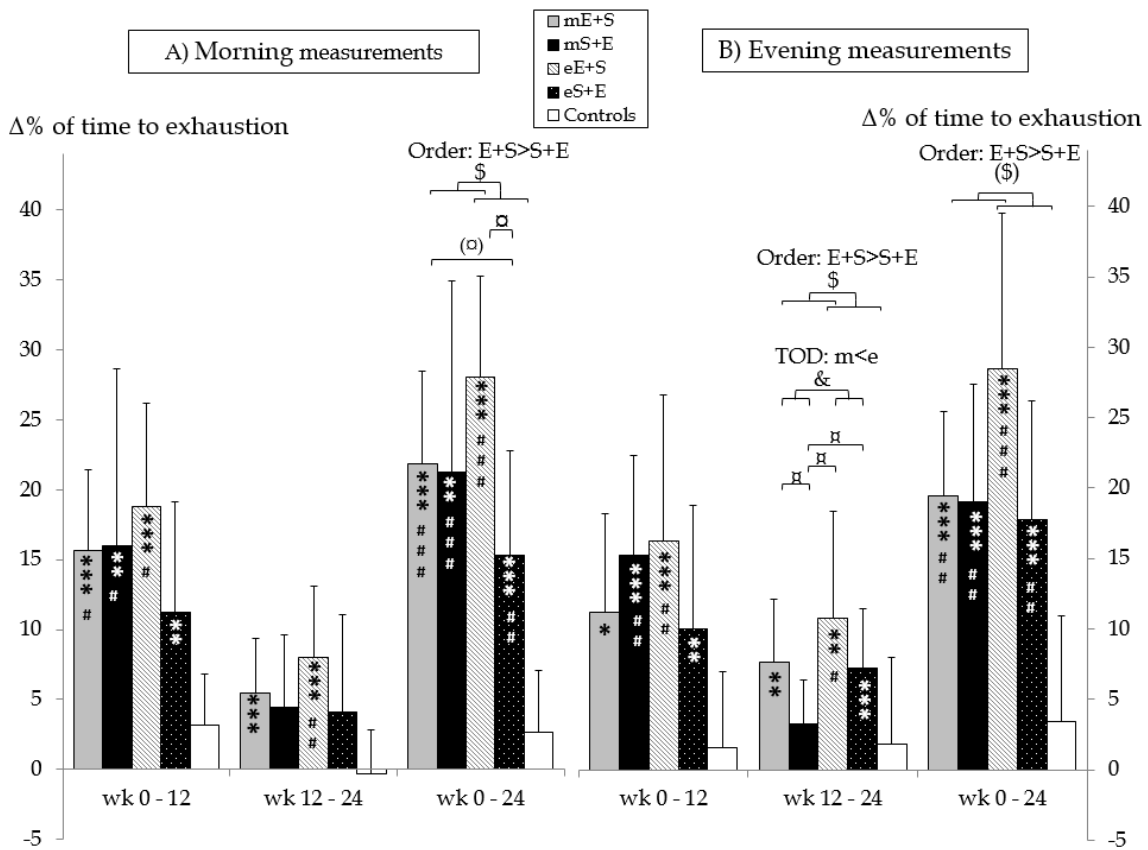 mE+S
mS+E
eE+S
eS+E
Controls
A) Morning measurements
B) Evening measurements
Δ% of time to exhaustion
Δ% of time to exhaustion
Order: E+S>S+E
$
¤
(¤)
Order: E+S>S+E
($)
Order: E+S>S+E
$
TOD: m<e
&
¤
¤
¤
40
35
30
25
20
15
10
5
0
-5
40
35
30
25
20
15
10
5
0
-5
*** #
** #
*** #
**
***
*** ##
*** ###
** ###
*** ###
*** ##
*
*** ##
*** ##
**
**
** #
***
*** ##
*** ##
*** ###
*** ##
wk 0 - 12
wk 12 - 24
wk 0 - 24
wk 0 - 12
wk 12 - 24
wk 0 - 24